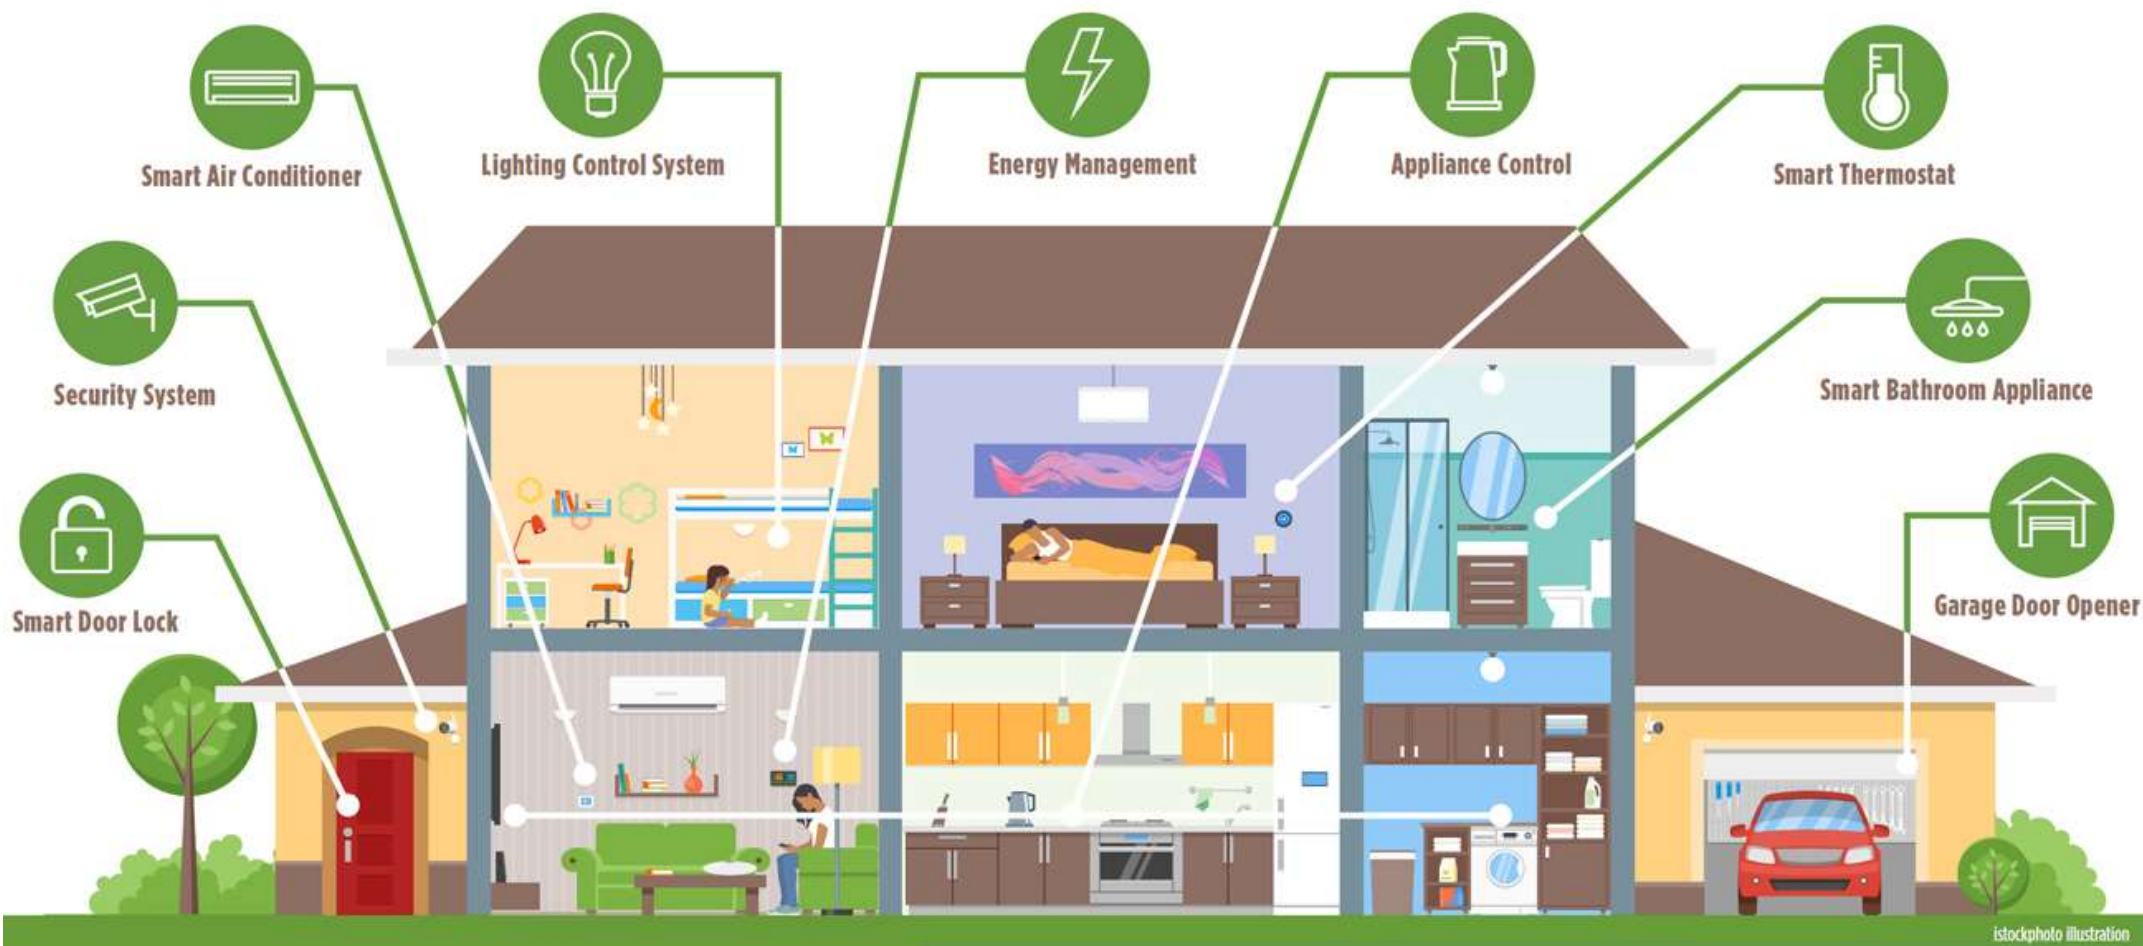 Smart Air Conditioner
Lighting Control System
Energy Management
Appliance Control
Smart Thermostat
Security System
Smart Bathroom Appliance
Smart Door Lock
Garage Door Opener
istockphoto illustration